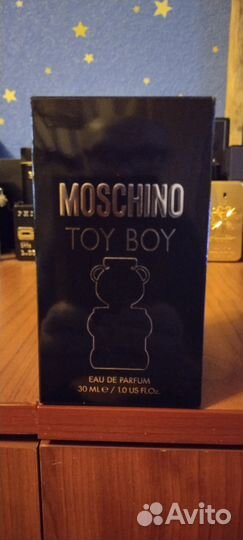 MOSCHINO
TOY BOY
EAU DE PARFUM
30 ML ℮ / 1.0 US Fl.Oz.
Avito